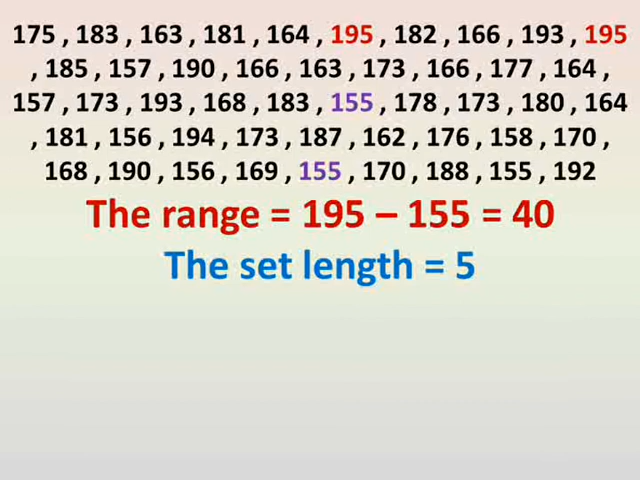 175 , 183 , 163 , 181 , 164 , 195 , 182 , 166 , 193 , 195
, 185 , 157 , 190 , 166 , 163 , 173 , 166 , 177 , 164 ,
157 , 173 , 193 , 168 , 183 , 155 , 178 , 173 , 180 , 164
, 181 , 156 , 194 , 173 , 187 , 162 , 176 , 158 , 170 ,
168 , 190 , 156 , 169 , 155 , 170 , 188 , 155 , 192
The range = 195 – 155 = 40
The set length = 5